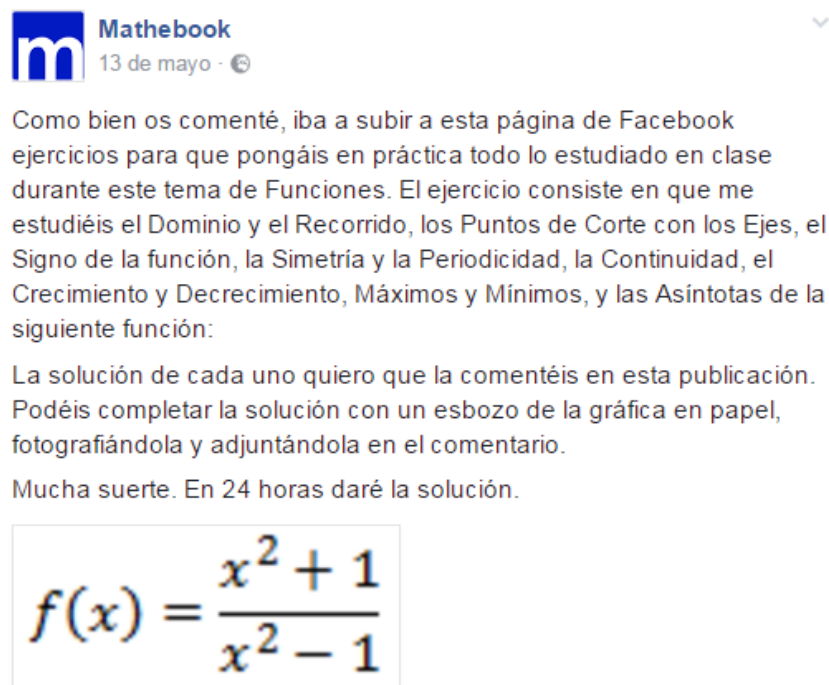 m
Mathebook
13 de mayo ·
Como bien os comenté, iba a subir a esta página de Facebook
ejercicios para que pongáis en práctica todo lo estudiado en clase
durante este tema de Funciones. El ejercicio consiste en que me
estudiéis el Dominio y el Recorrido, los Puntos de Corte con los Ejes, el
Signo de la función, la Simetría y la Periodicidad, la Continuidad, el
Crecimiento y Decrecimiento, Máximos y Mínimos, y las Asíntotas de la
siguiente función:
La solución de cada uno quiero que la comentéis en esta publicación.
Podéis completar la solución con un esbozo de la gráfica en papel,
fotografiándola y adjuntándola en el comentario.
Mucha suerte. En 24 horas daré la solución.
f(x) = (x² + 1)/(x² − 1)